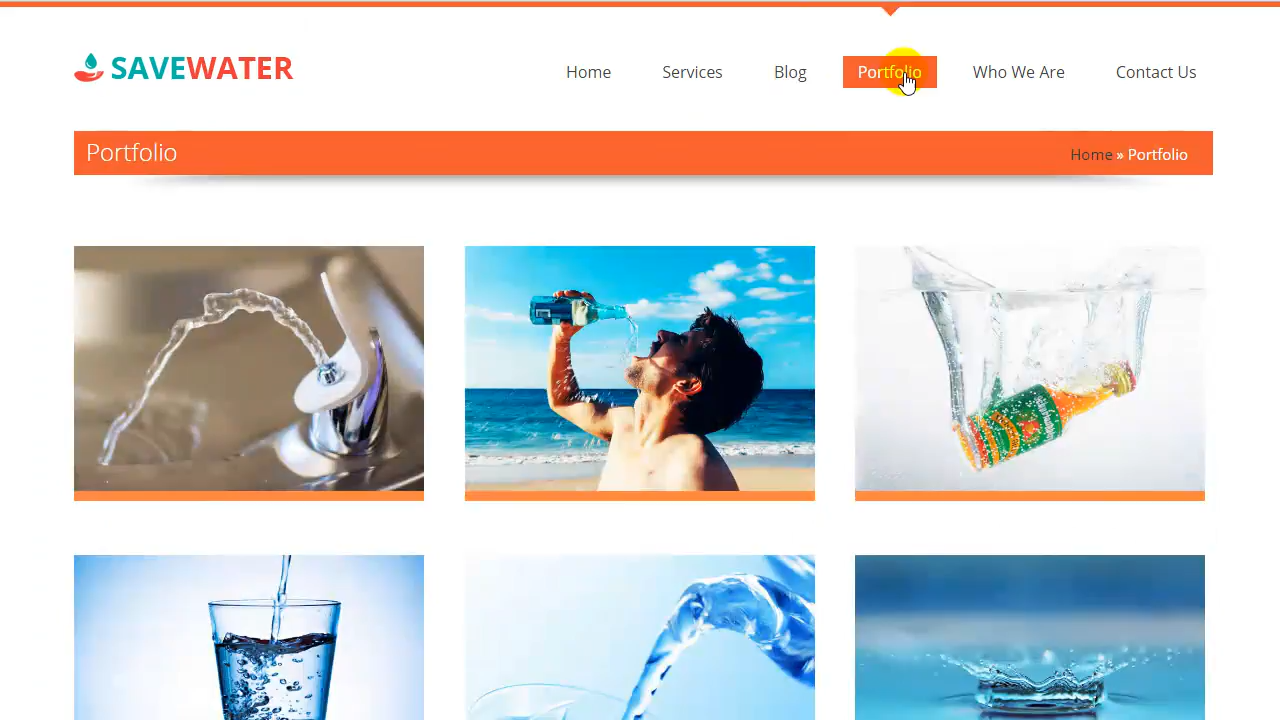 SAVEWATER
Home Services Blog Portfolio Who We Are Contact Us
Portfolio
Home » Portfolio